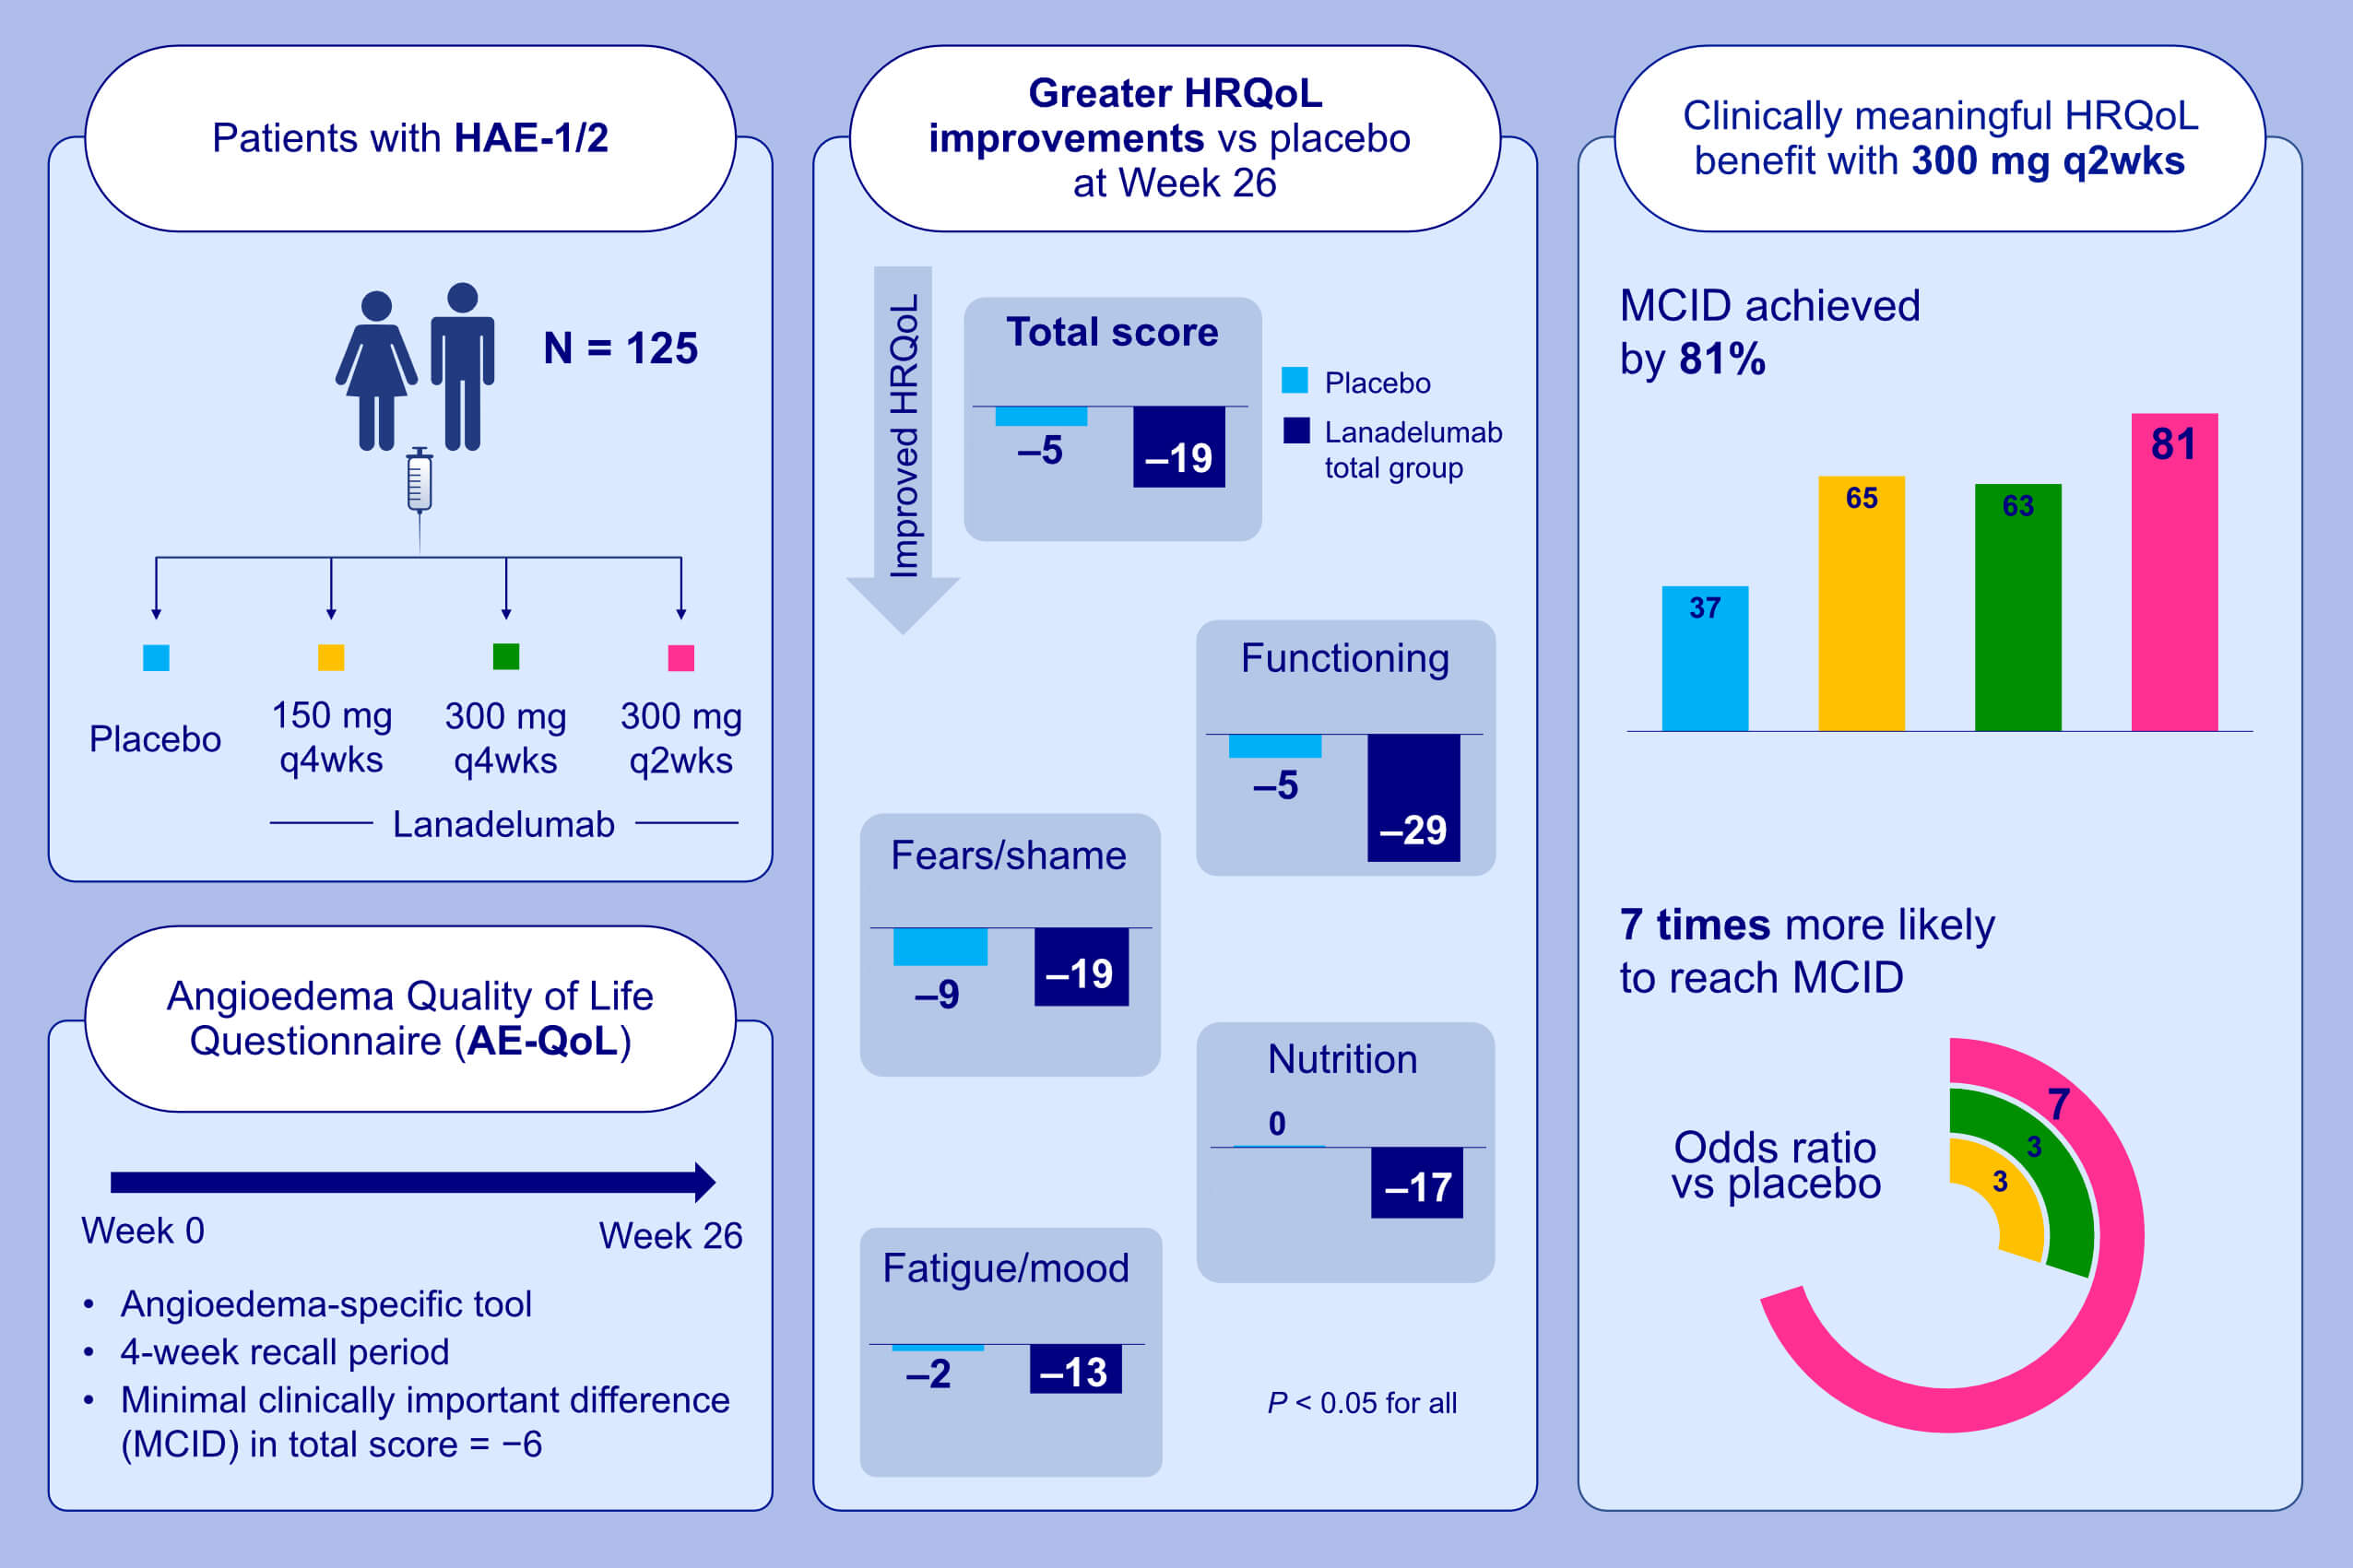 Patients with HAE-1/2
N = 125
Placebo
150 mg
q4wks
300 mg
q4wks
300 mg
q2wks
Lanadelumab
Angioedema Quality of Life
Questionnaire (AE-QoL)
Week 0
Week 26
• Angioedema-specific tool
• 4-week recall period
• Minimal clinically important difference
(MCID) in total score = −6
Greater HRQoL
improvements vs placebo
at Week 26
Improved HRQoL
Total score
–5
–19
Placebo
Lanadelumab
total group
Functioning
–5
–29
Fears/shame
–9
–19
Nutrition
0
–17
Fatigue/mood
–2
–13
P < 0.05 for all
Clinically meaningful HRQoL
benefit with 300 mg q2wks
MCID achieved
by 81%
37
65
63
81
7 times more likely
to reach MCID
Odds ratio
vs placebo
7
3
3